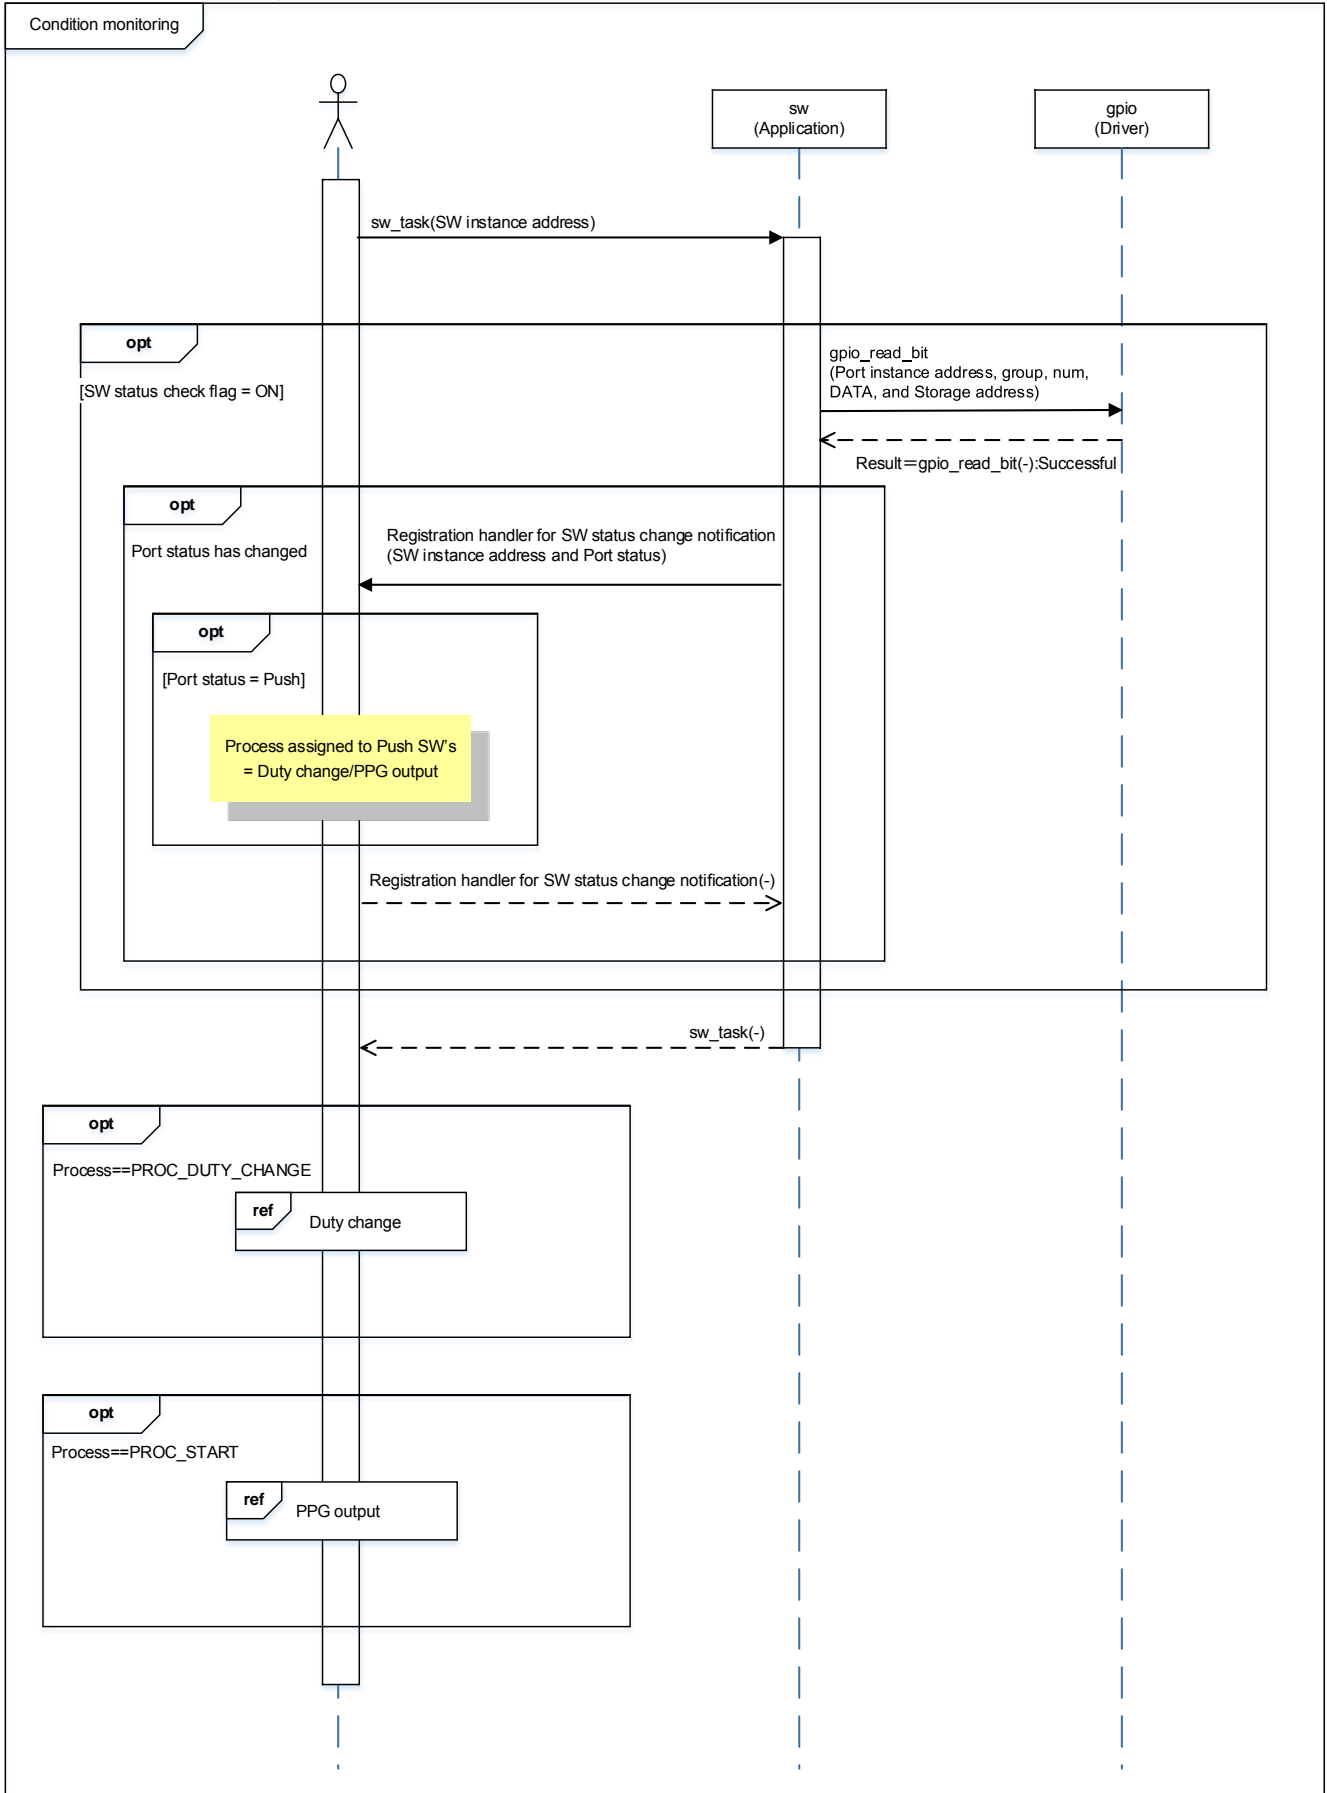 Condition monitoring
sw
(Application)
gpio
(Driver)
sw_task(SW instance address)
opt
[SW status check flag = ON]
gpio_read_bit
(Port instance address, group, num,
DATA, and Storage address)
Result＝gpio_read_bit(-):Successful
opt
Port status has changed
Registration handler for SW status change notification
(SW instance address and Port status)
opt
[Port status = Push]
Process assigned to Push SW’s
= Duty change/PPG output
Registration handler for SW status change notification(-)
sw_task(-)
opt
Process==PROC_DUTY_CHANGE
ref
Duty change
opt
Process==PROC_START
ref
PPG output